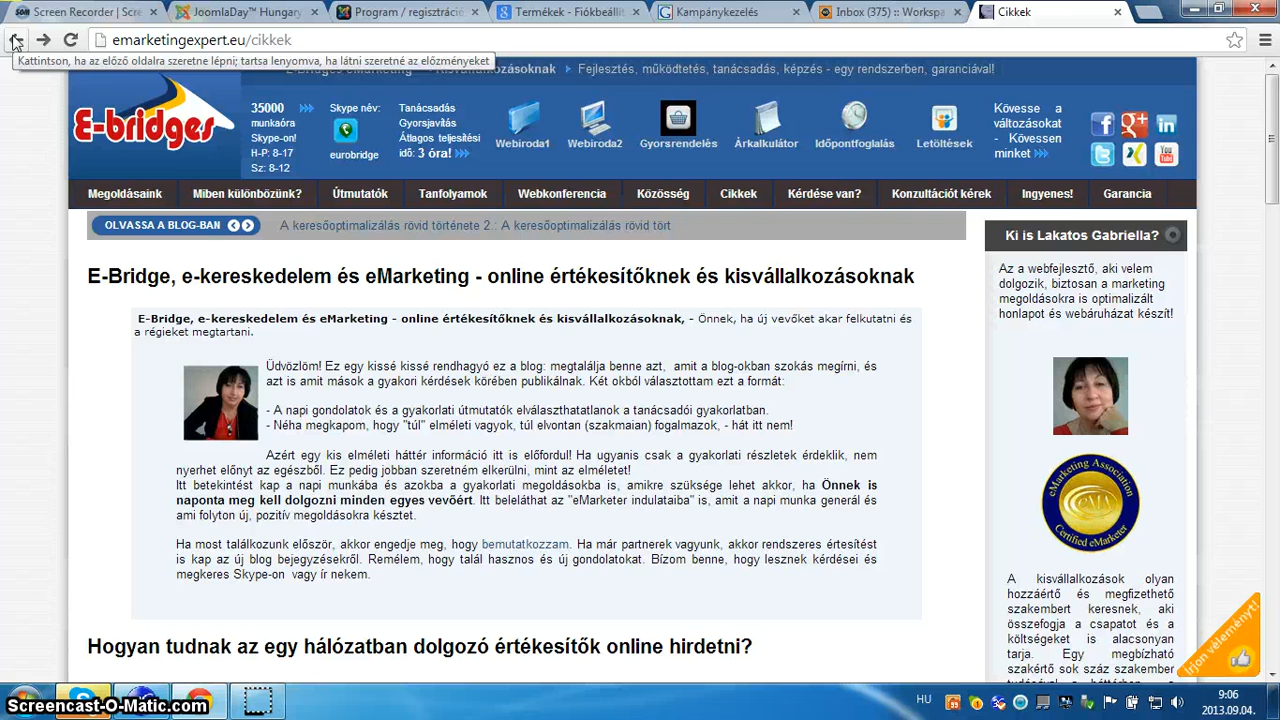 Screen Recorder | Scre
JoomlaDay™ Hungary
Program / regisztráció
Termékek - Fiókbeállít
Kampánykezelés
Inbox (375) :: Workspa
Cikkek
emarketingexpert.eu/cikkek
Kattintson, ha az előző oldalra szeretne lépni; tartsa lenyomva, ha látni szeretné az előzményeket
Fejlesztés, működtetés, tanácsadás, képzés - egy rendszerben, garanciával!
E-bridges
35000
munkaóra
Skype-on!
H-P: 8-17
Sz: 8-12
Skype név:
eurobridge
Tanácsadás
Gyorsjavítás
Átlagos teljesítési
idő: 3 óra!
Webiroda1
Webiroda2
Gyorsrendelés
Árkalkulátor
Időpontfoglalás
Letöltések
Kövesse a
változásokat
- Kövessen
minket
Megoldásaink
Miben különbözünk?
Útmutatók
Tanfolyamok
Webkonferencia
Közösség
Cikkek
Kérdése van?
Konzultációt kérek
Ingyenes!
Garancia
OLVASSA A BLOG-BAN
A keresőoptimalizálás rövid története 2.: A keresőoptimalizálás rövid tört
E-Bridge, e-kereskedelem és eMarketing - online értékesítőknek és kisvállalkozásoknak
E-Bridge, e-kereskedelem és eMarketing - online értékesítőknek és kisvállalkozásoknak, - Önnek, ha új vevőket akar felkutatni és
a régieket megtartani.
Üdvözlöm! Ez egy kissé kissé rendhagyó ez a blog: megtalálja benne azt, amit a blog-okban szokás megírni, és
azt is amit mások a gyakori kérdések körében publikálnak. Két okból választottam ezt a formát:
- A napi gondolatok és a gyakorlati útmutatók elválaszthatatlanok a tanácsadói gyakorlatban.
- Néha megkapom, hogy "túl" elméleti vagyok, túl elvontan (szakmaian) fogalmazok, - hát itt nem!
Azért egy kis elméleti háttér információ itt is előfordul! Ha ugyanis csak a gyakorlati részletek érdeklik, nem
nyerhet előnyt az egészből. Ez pedig jobban szeretném elkerülni, mint az elméletet!
Itt betekintést kap a napi munkába és azokba a gyakorlati megoldásokba is, amikre szüksége lehet akkor, ha Önnek is
naponta meg kell dolgozni minden egyes vevőért. Itt beleláthat az "eMarketer indulataiba" is, amit a napi munka generál és
ami folyton új, pozitív megoldásokra késztet.
Ha most találkozunk először, akkor engedje meg, hogy bemutatkozzam. Ha már partnerek vagyunk, akkor rendszeres értesítést
is kap az új blog bejegyzésekről. Remélem, hogy talál hasznos és új gondolatokat. Bízom benne, hogy lesznek kérdései és
megkeres Skype-on vagy ír nekem.
Hogyan tudnak az egy hálózatban dolgozó értékesítők online hirdetni?
Ki is Lakatos Gabriella?
Az a webfejlesztő, aki velem
dolgozik, biztosan a marketing
megoldásokra is optimalizált
honlapot és webáruházat készít!
eMarketing Association
eMA
Certified eMarketer
A kisvállalkozások olyan
hozzáértő és megfizethető
szakembert keresnek, aki
összefogja a csapatot és a
költségeket is alacsonyan
tarja. Egy megbízható
szakértő sok száz szakember
Írjon véleményt!
HU
9:06
2013.09.04.
Screencast-O-Matic.com